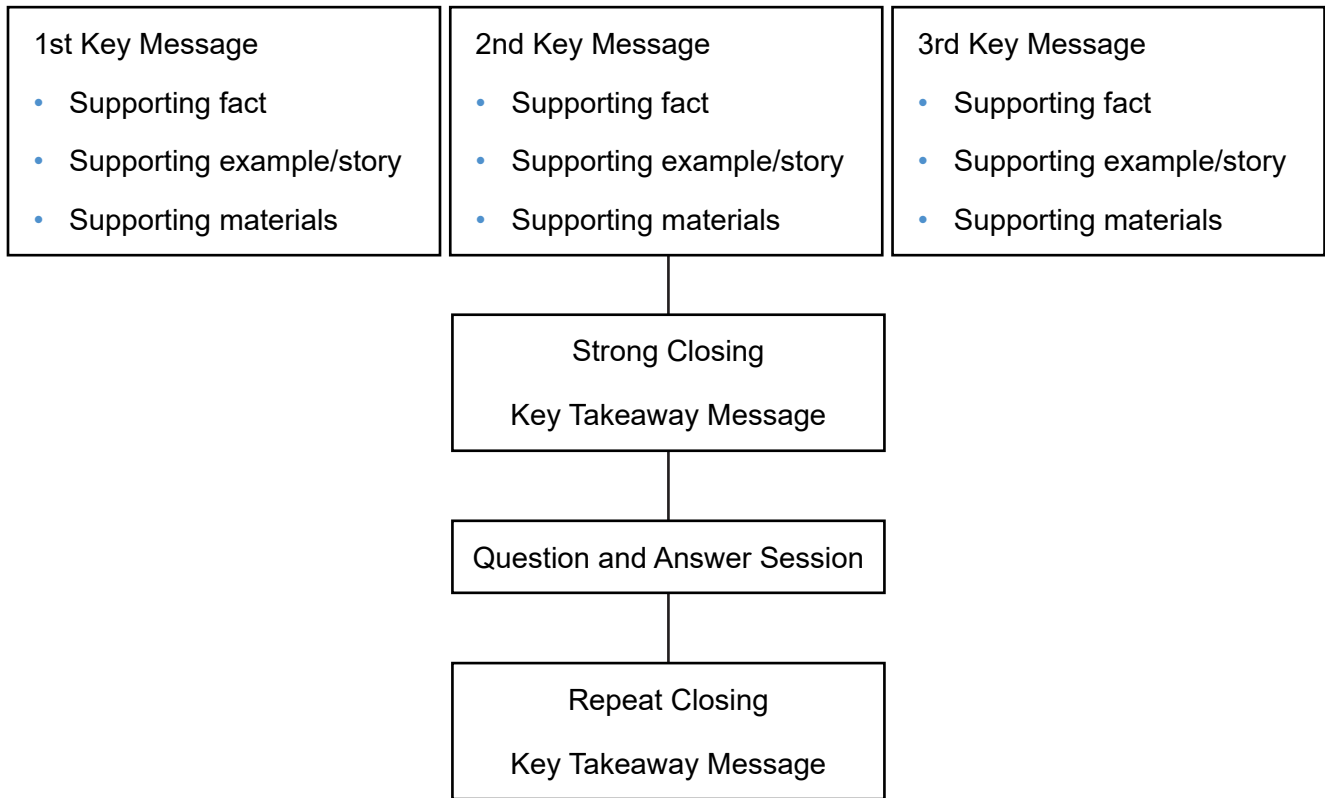 1st Key Message
• Supporting fact
• Supporting example/story
• Supporting materials
2nd Key Message
• Supporting fact
• Supporting example/story
• Supporting materials
3rd Key Message
• Supporting fact
• Supporting example/story
• Supporting materials
Strong Closing
Key Takeaway Message
Question and Answer Session
Repeat Closing
Key Takeaway Message